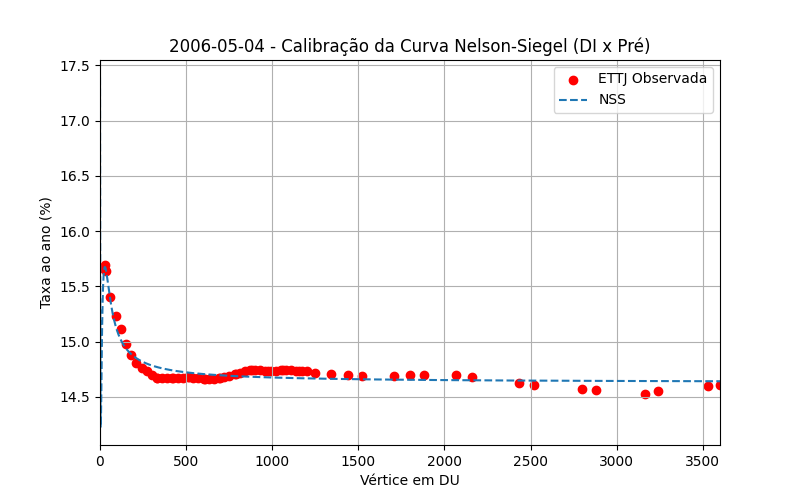 2006-05-04 - Calibração da Curva Nelson-Siegel (DI x Pré)
ETTJ Observada
NSS
Taxa ao ano (%)
17.5
17.0
16.5
16.0
15.5
15.0
14.5
0 500 1000 1500 2000 2500 3000 3500
Vértice em DU